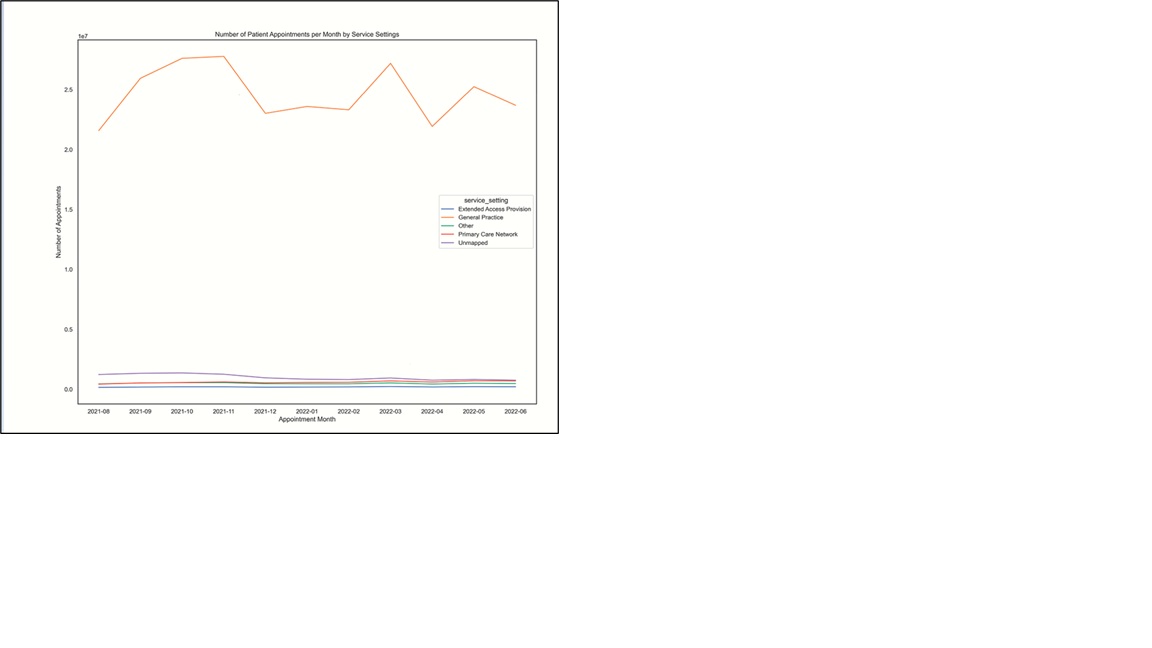 Number of Patient Appointments per Month by Service Settings
1e7
2.5
2.0
1.5
1.0
0.5
0.0
Number of Appointments
service_setting
Extended Access Provision
General Practice
Other
Primary Care Network
Unmapped
2021-08 2021-09 2021-10 2021-11 2021-12 2022-01 2022-02 2022-03 2022-04 2022-05 2022-06
Appointment Month